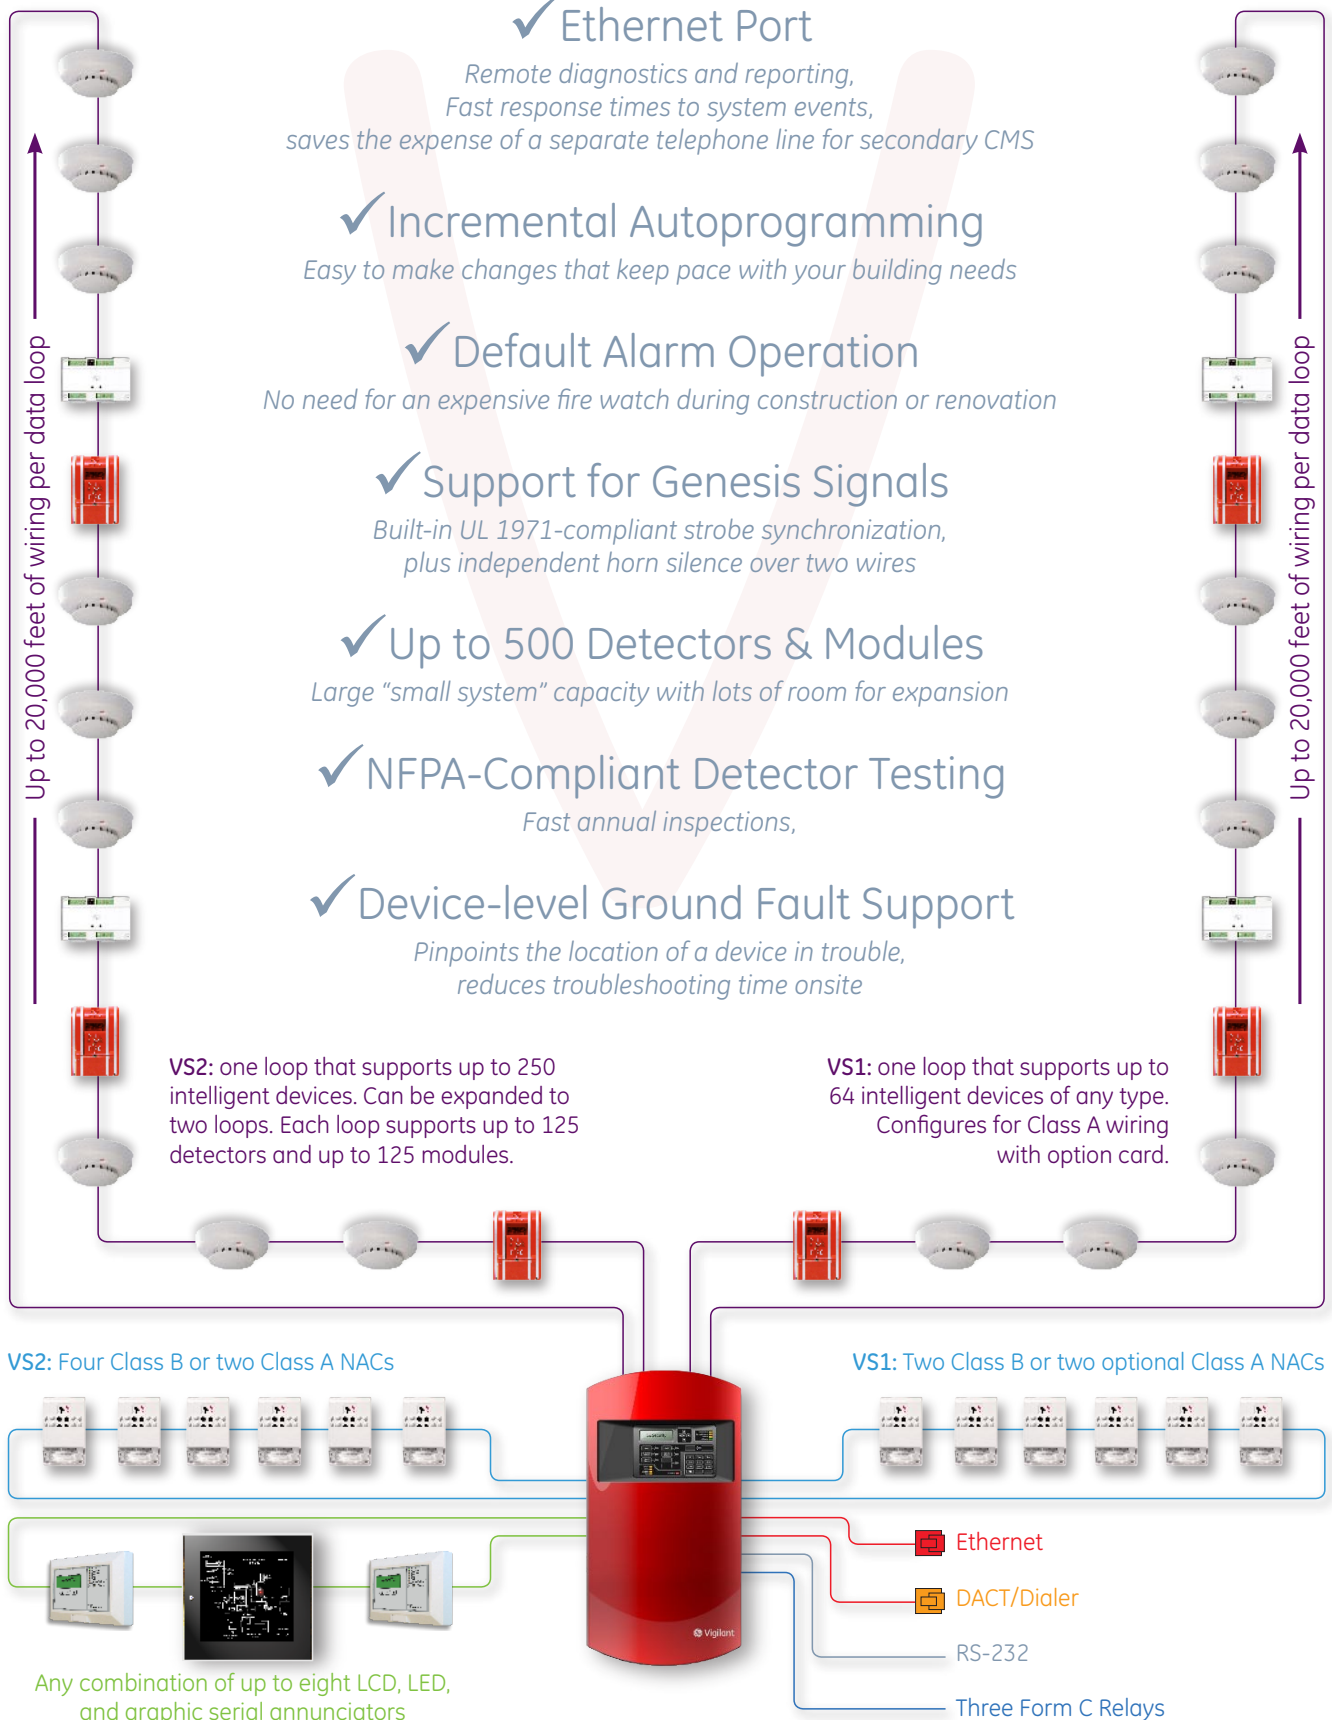 ✓ Ethernet Port
Remote diagnostics and reporting,
Fast response times to system events,
saves the expense of a separate telephone line for secondary CMS
✓ Incremental Autoprogramming
Easy to make changes that keep pace with your building needs
✓ Default Alarm Operation
No need for an expensive fire watch during construction or renovation
✓ Support for Genesis Signals
Built-in UL 1971-compliant strobe synchronization,
plus independent horn silence over two wires
✓ Up to 500 Detectors & Modules
Large “small system” capacity with lots of room for expansion
✓ NFPA-Compliant Detector Testing
Fast annual inspections,
✓ Device-level Ground Fault Support
Pinpoints the location of a device in trouble,
reduces troubleshooting time onsite
Up to 20,000 feet of wiring per data loop
Up to 20,000 feet of wiring per data loop
VS2: one loop that supports up to 250
intelligent devices. Can be expanded to
two loops. Each loop supports up to 125
detectors and up to 125 modules.
VS1: one loop that supports up to
64 intelligent devices of any type.
Configures for Class A wiring
with option card.
VS2: Four Class B or two Class A NACs
VS1: Two Class B or two optional Class A NACs
Vigilant
Ethernet
DACT/Dialer
RS-232
Three Form C Relays
Any combination of up to eight LCD, LED,
and graphic serial annunciators